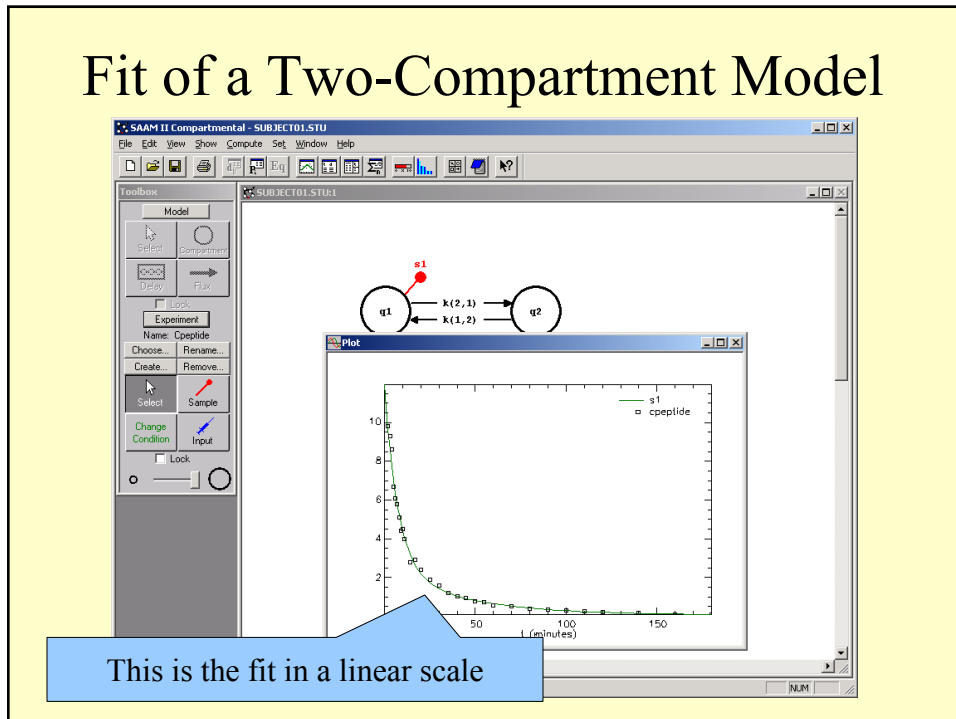 Fit of a Two-Compartment Model
SAAM II Compartmental - SUBJECT01.STU
File Edit View Show Compute Set Window Help
Eq
Toolbox
Model
Select
Compartment
Delay
Flux
Lock
Experiment
Name: Cpeptide
Choose...
Rename...
Create...
Remove...
Select
Sample
Change
Condition
Input
Lock
SUBJECT01.STU:1
s1
q1
k(2,1)
k(1,2)
q2
Plot
s1
cpeptide
10
8
6
4
2
50
100
150
t (minutes)
This is the fit in a linear scale
NUM